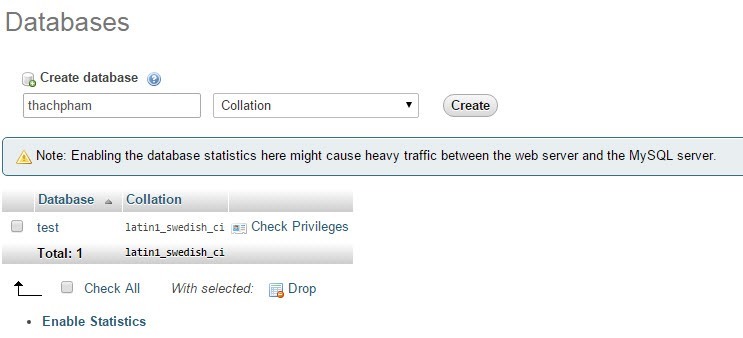 Databases
Create database
thachpham Collation Create
Note: Enabling the database statistics here might cause heavy traffic between the web server and the MySQL server.
Database Collation
test latin1_swedish_ci Check Privileges
Total: 1 latin1_swedish_ci
Check All With selected: Drop
Enable Statistics